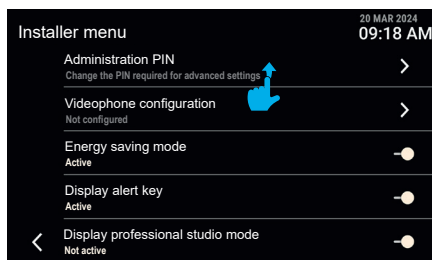 20 MAR 2024
Installer menu
09:18 AM
Administration PIN
Change the PIN required for advanced settings
Videophone configuration
Not configured
Energy saving mode
Active
Display alert key
Active
Display professional studio mode
Not active